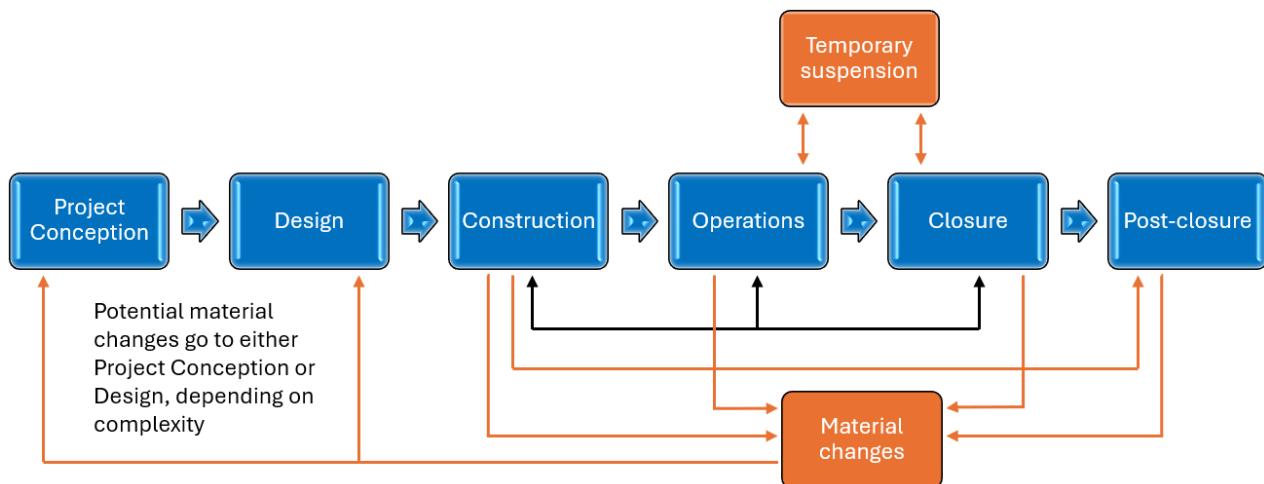 Temporary
suspension
Project
Conception
Design
Construction
Operations
Closure
Post-closure
Potential material
changes go to either
Project Conception or
Design, depending on
complexity
Material
changes